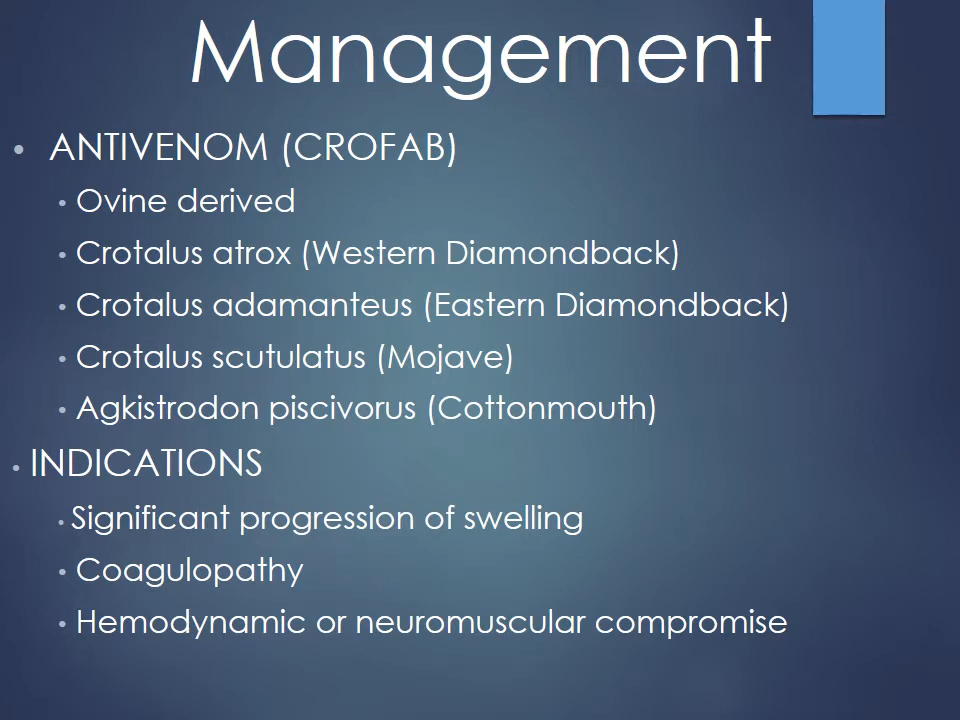 Management
• ANTIVENOM (CROFAB)
• Ovine derived
• Crotalus atrox (Western Diamondback)
• Crotalus adamanteus (Eastern Diamondback)
• Crotalus scutulatus (Mojave)
• Agkistrodon piscivorus (Cottonmouth)
• INDICATIONS
• Significant progression of swelling
• Coagulopathy
• Hemodynamic or neuromuscular compromise